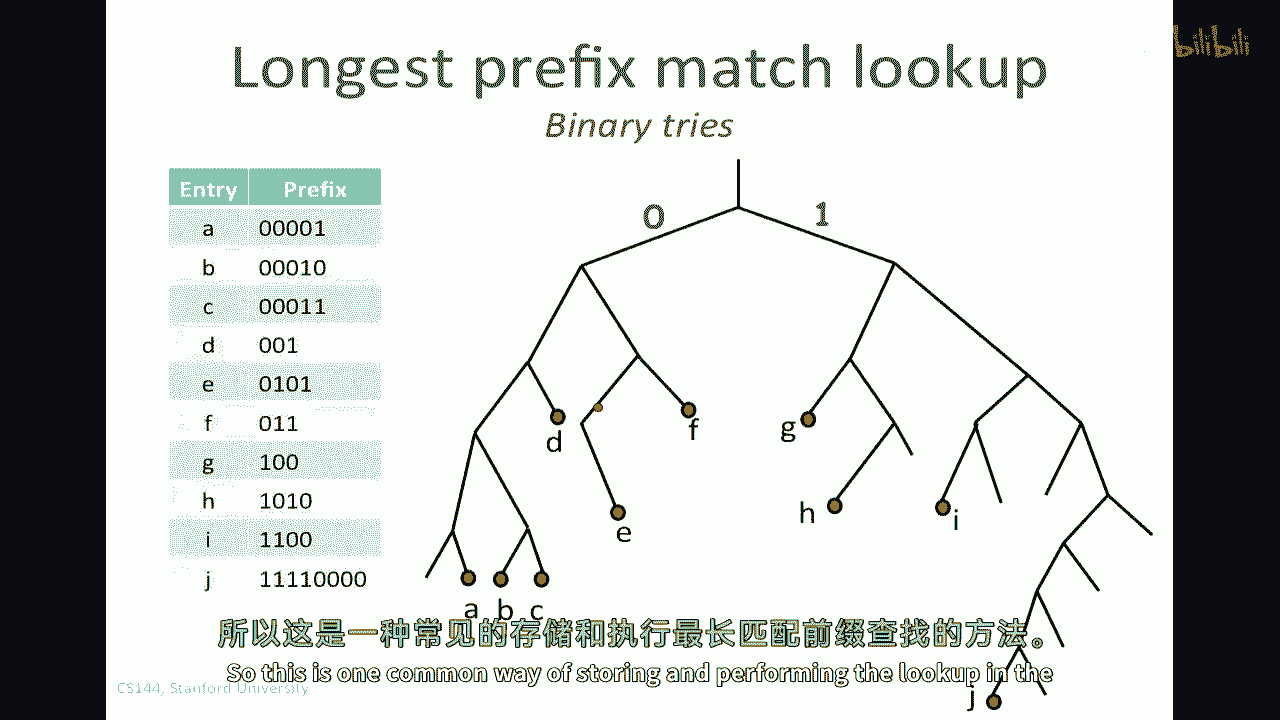 bilibili
Longest prefix match lookup
Binary tries
Entry Prefix
a 00001
b 00010
c 00011
d 001
e 0101
f 011
g 100
h 1010
i 1100
j 11110000
0 1
d
f
g
e
h
i
a b c
j
所以这是一种常见的存储和执行最长匹配前缀查找的方法。
So this is one common way of storing and performing the lookup in the
CS144, Stanford University